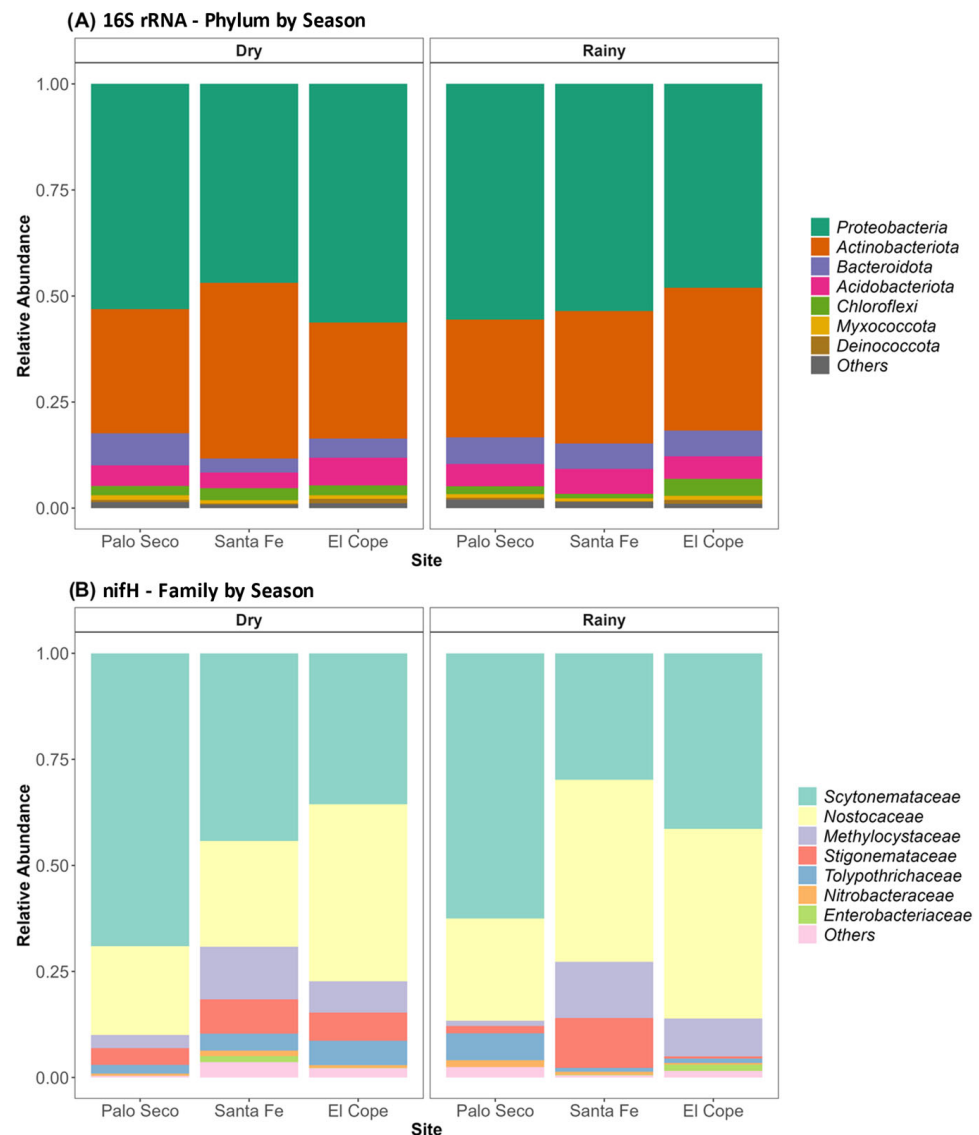 (A) 16S rRNA - Phylum by Season
Dry
Rainy
Relative Abundance
1.00
0.75
0.50
0.25
0.00
Palo Seco
Santa Fe
El Cope
Palo Seco
Santa Fe
El Cope
Site
Proteobacteria
Actinobacteriota
Bacteroidota
Acidobacteriota
Chloroflexi
Myxococcota
Deinococcota
Others
(B) nifH - Family by Season
Dry
Rainy
Relative Abundance
1.00
0.75
0.50
0.25
0.00
Palo Seco
Santa Fe
El Cope
Palo Seco
Santa Fe
El Cope
Site
Scytonemataceae
Nostocaceae
Methylocystaceae
Stigonemataceae
Tolypothrichaceae
Nitrobacteraceae
Enterobacteriaceae
Others